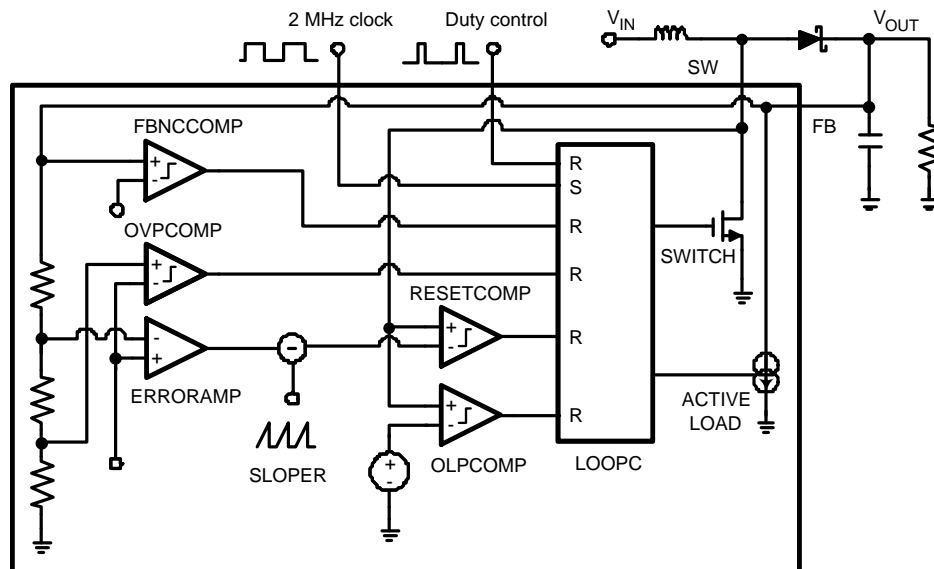 2 MHz clock
Duty control
VIN
VOUT
SW
FB
FBNCCOMP
+
-
R
S
OVPCOMP
R
+
-
R
SWITCH
RESETCOMP
-
+
ERRORAMP
-
+
-
R
SLOPER
+
-
R
OLPCOMP
+
-
LOOPC
ACTIVE
LOAD